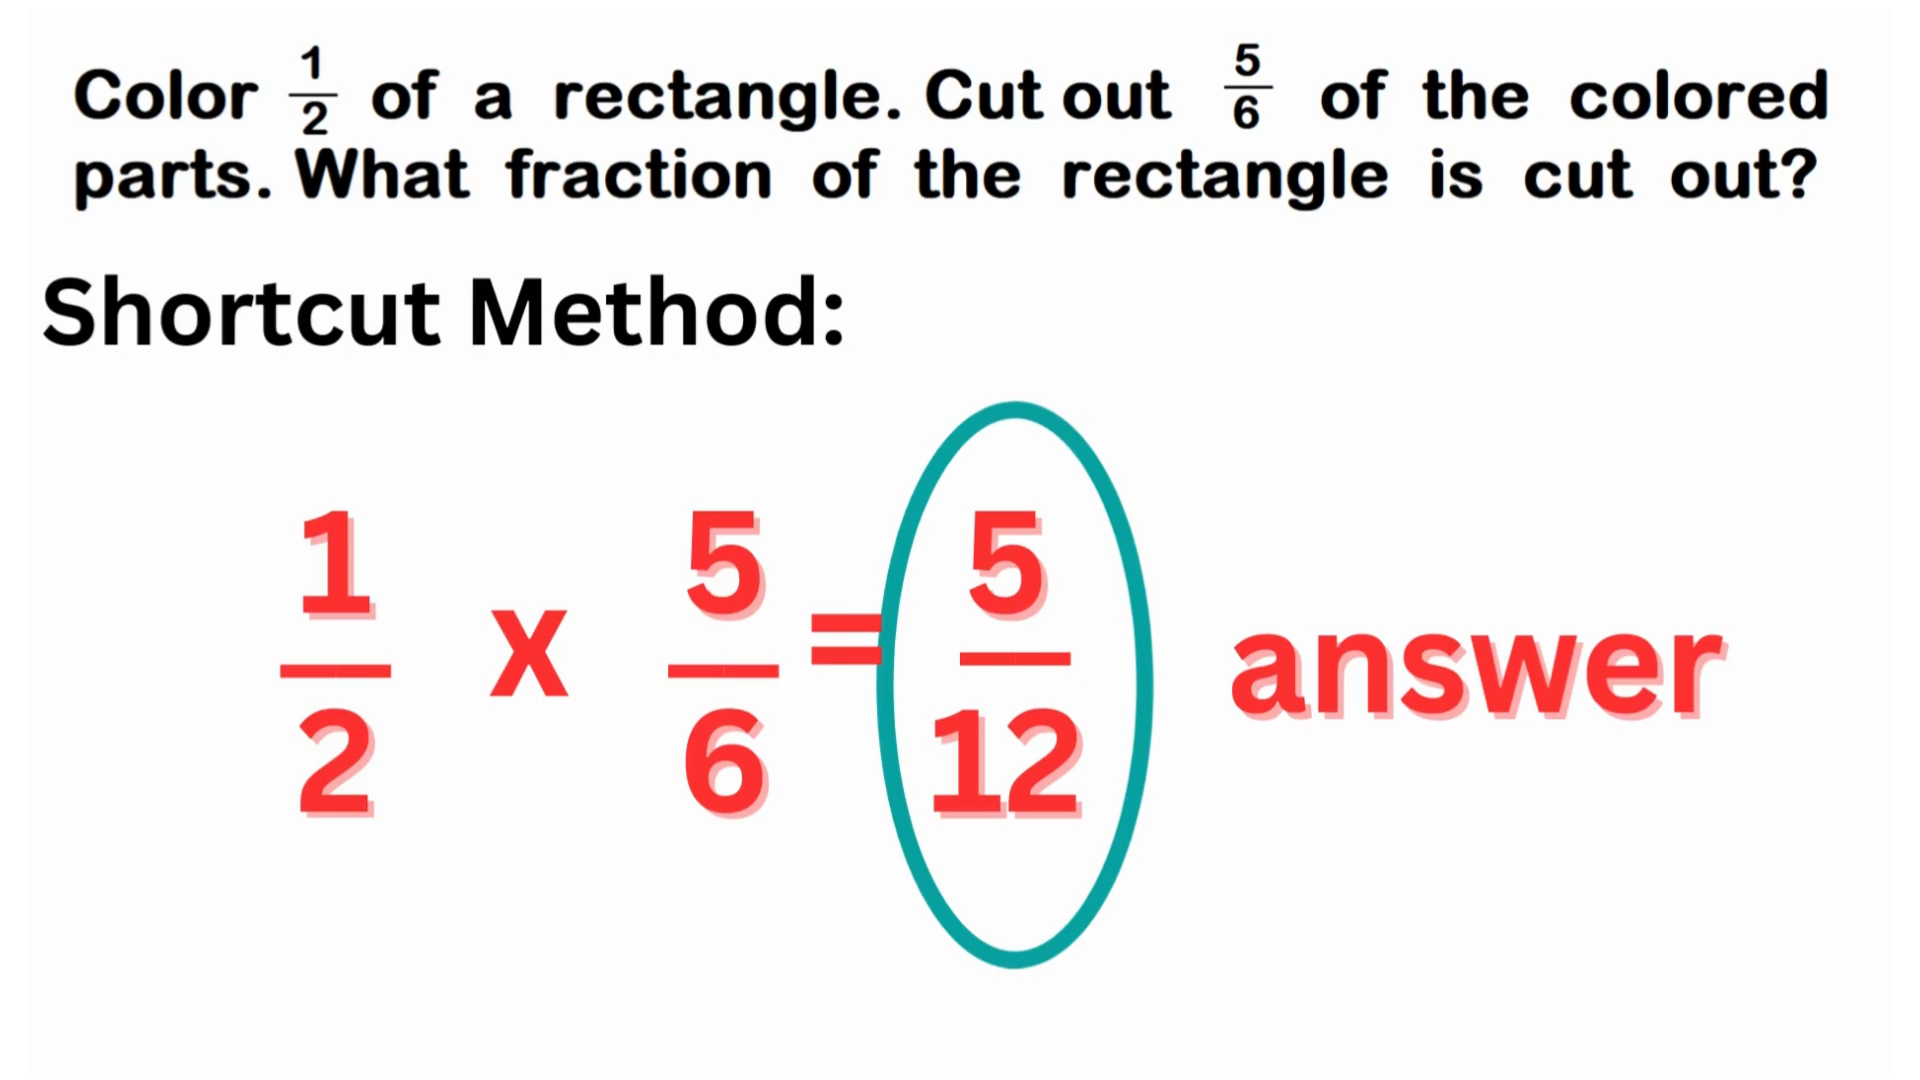 Color 1/2 of a rectangle. Cut out 5/6 of the colored
parts. What fraction of the rectangle is cut out?
Shortcut Method:
1/2 x 5/6 = 5/12 answer